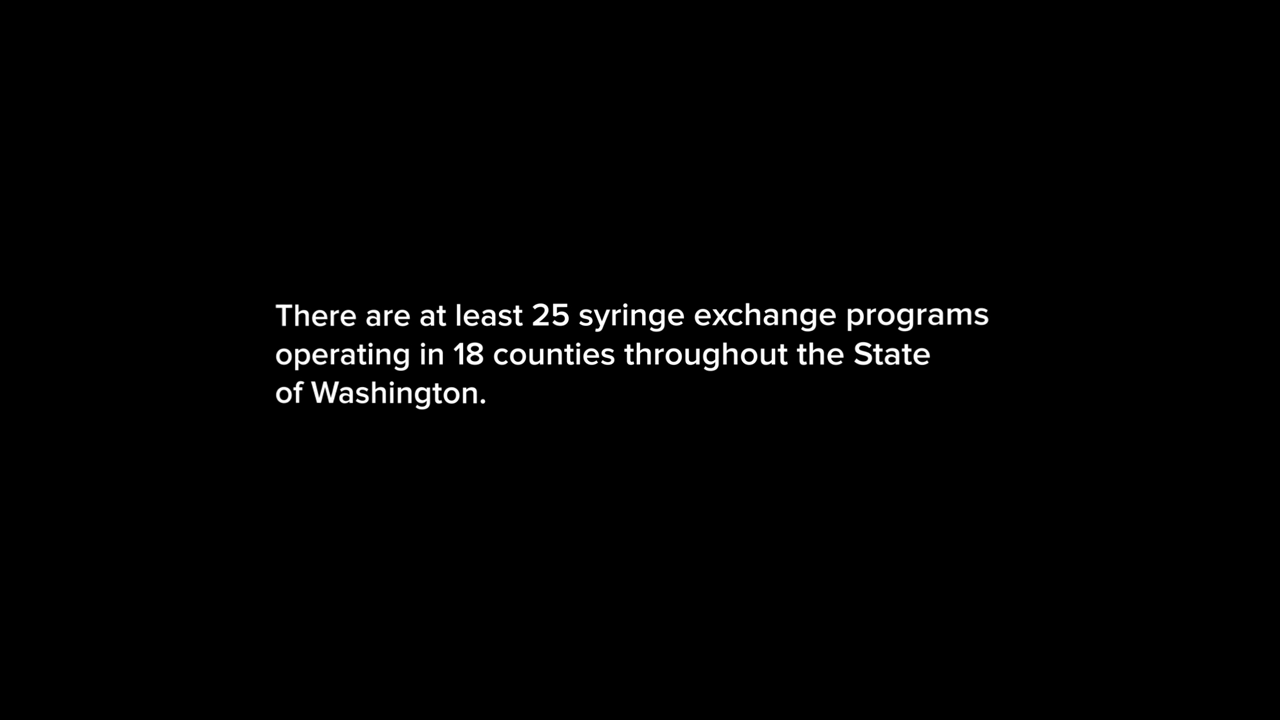 There are at least 25 syringe exchange programs
operating in 18 counties throughout the State
of Washington.